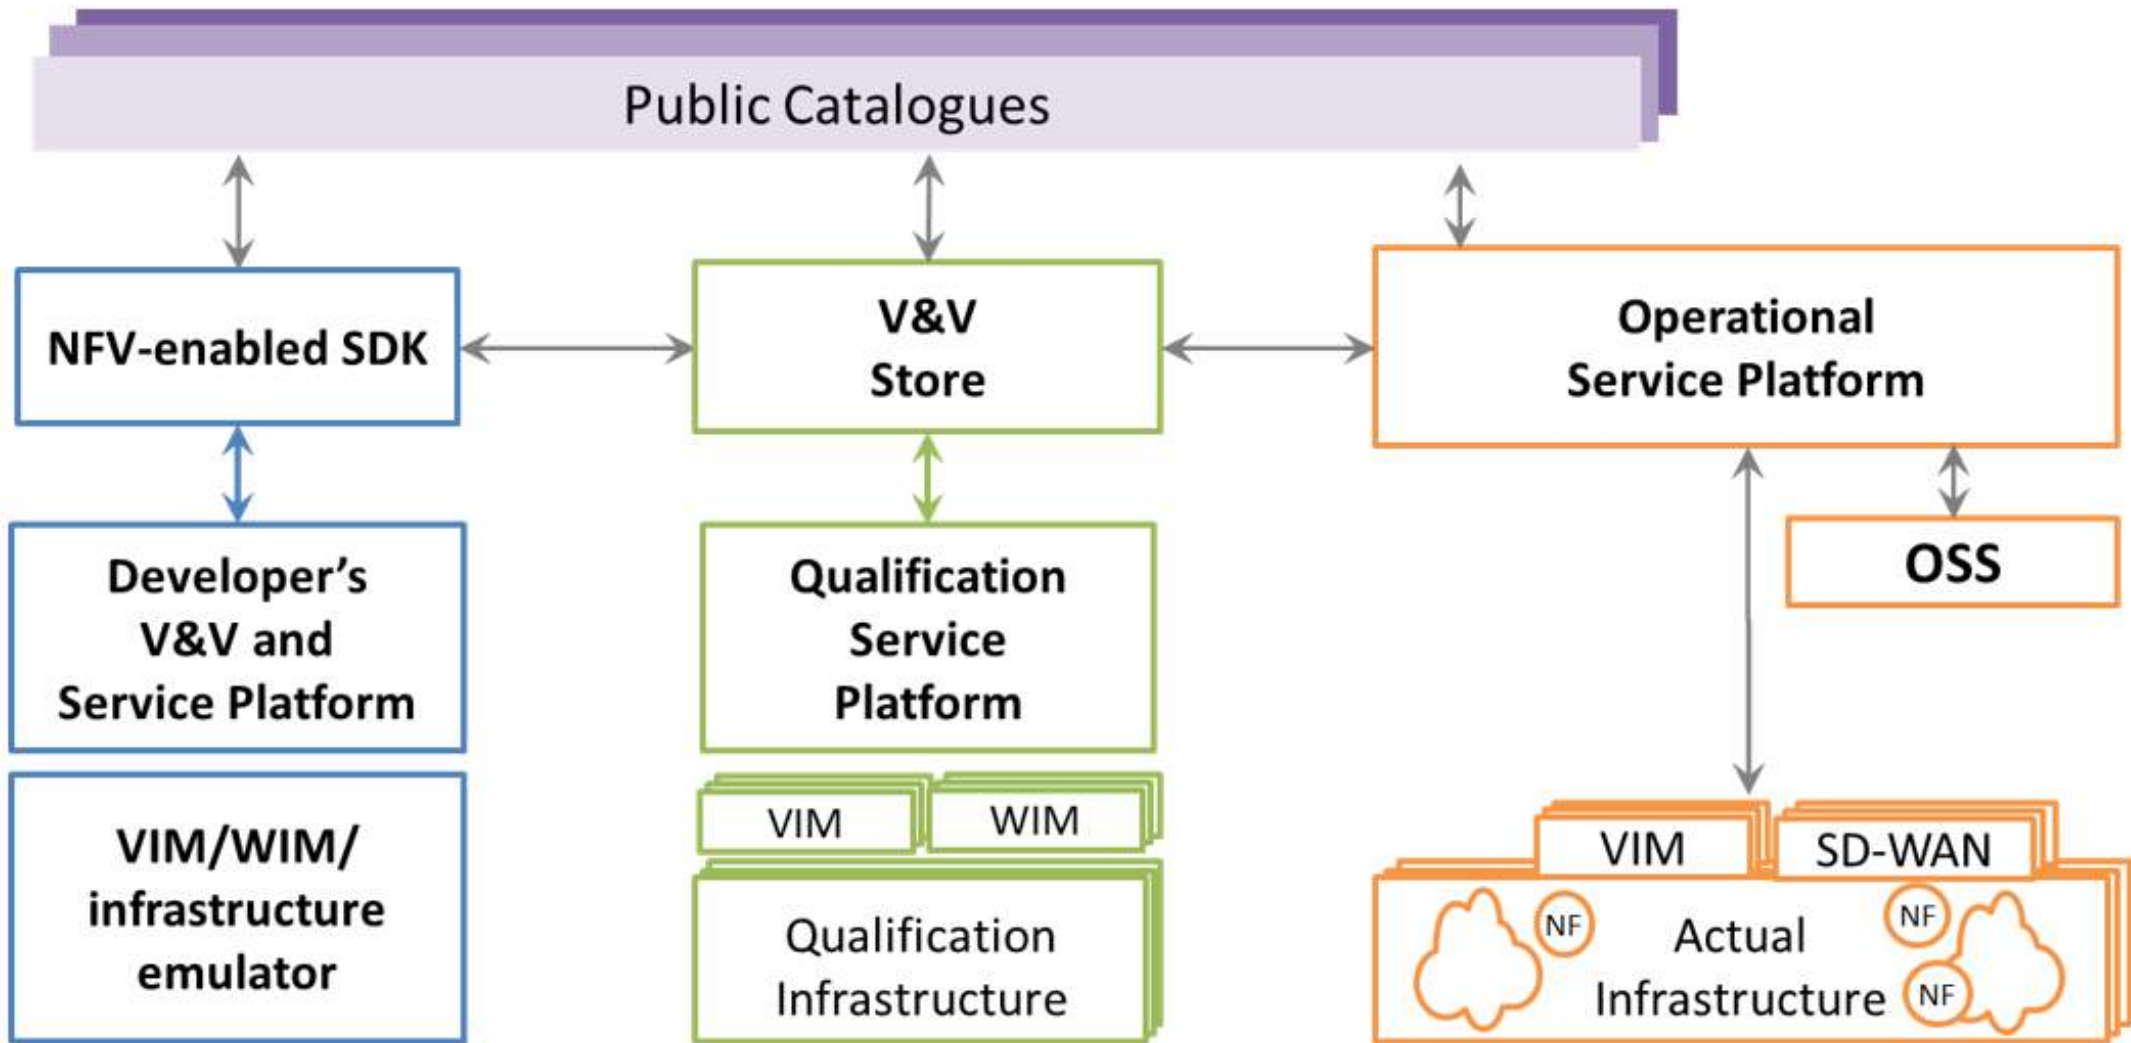 Public Catalogues
NFV-enabled SDK
V&V
Store
Operational
Service Platform
Developer’s
V&V and
Service Platform
Qualification
Service
Platform
OSS
VIM/WIM/
infrastructure
emulator
VIM
WIM
Qualification
Infrastructure
VIM
SD-WAN
NF
NF
Actual
Infrastructure
NF